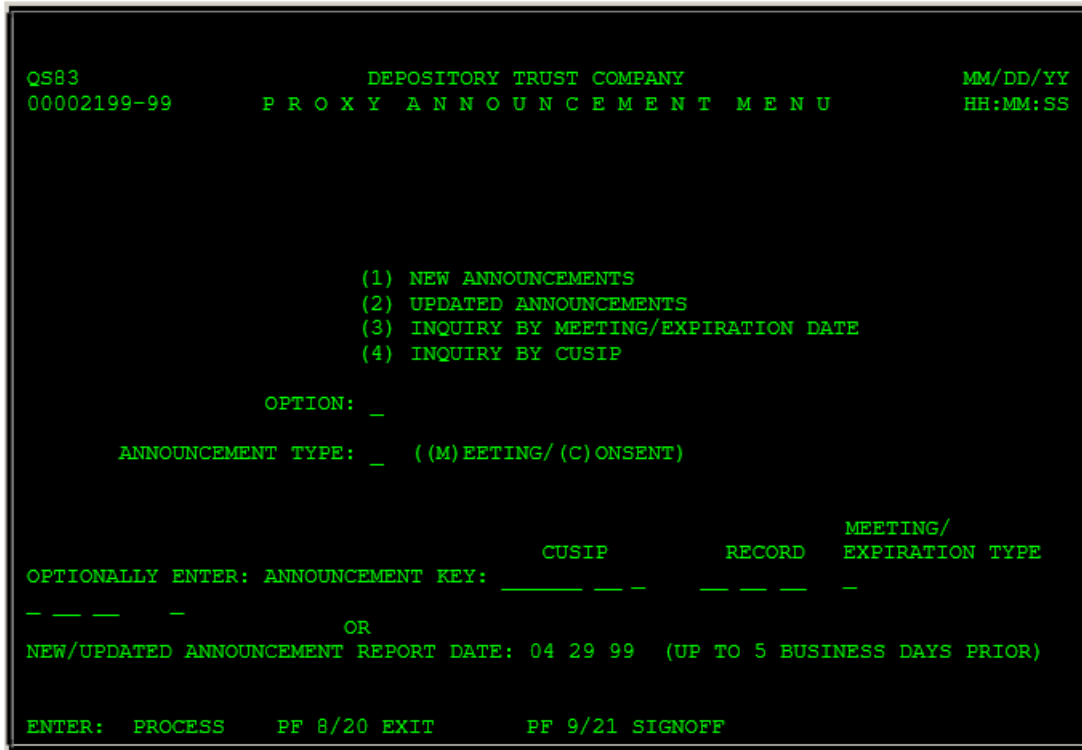 QS83 DEPOSITORY TRUST COMPANY MM/DD/YY
00002199-99 P R O X Y A N N O U N C E M E N T M E N U HH:MM:SS
(1) NEW ANNOUNCEMENTS
(2) UPDATED ANNOUNCEMENTS
(3) INQUIRY BY MEETING/EXPIRATION DATE
(4) INQUIRY BY CUSIP
OPTION: _
ANNOUNCEMENT TYPE: _ ((M)EETING/(C)ONSENT)
MEETING/
CUSIP RECORD EXPIRATION TYPE
OPTIONALLY ENTER: ANNOUNCEMENT KEY: ______ __ _ __ __ __ _
_ __ __ _
OR
NEW/UPDATED ANNOUNCEMENT REPORT DATE: 04 29 99 (UP TO 5 BUSINESS DAYS PRIOR)
ENTER: PROCESS PF 8/20 EXIT PF 9/21 SIGNOFF